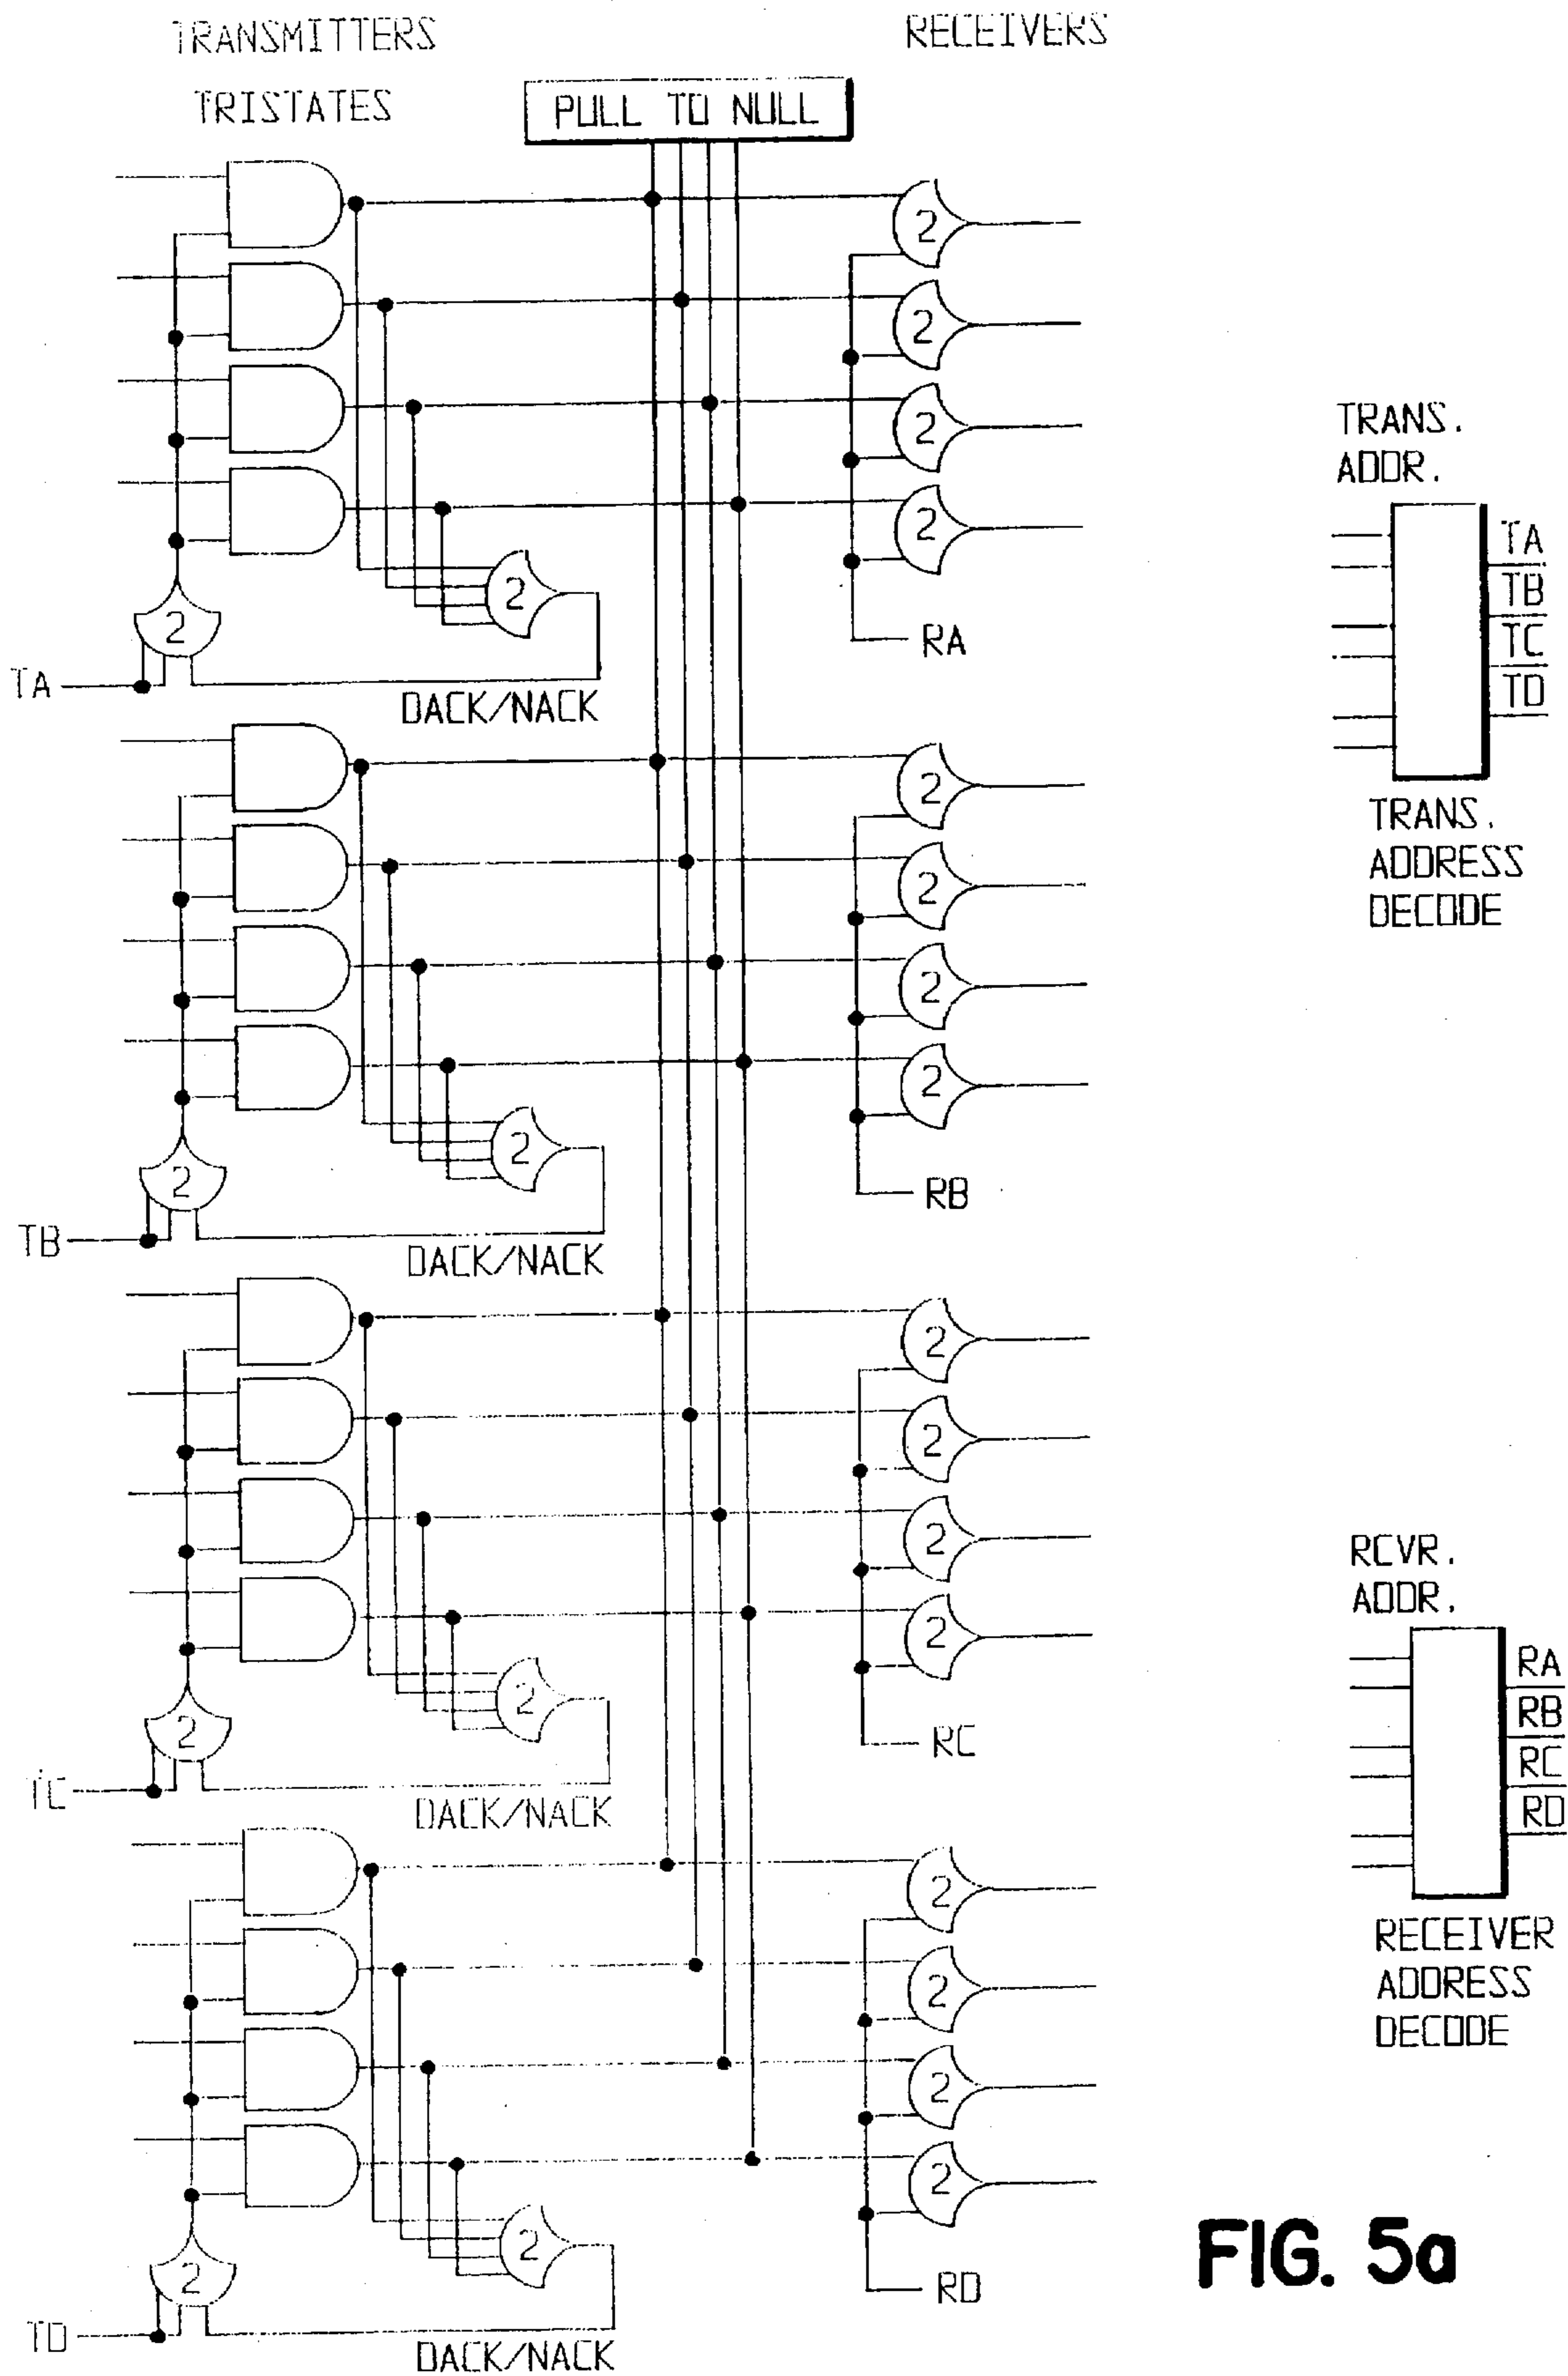 TRANSMITTERS
RECEIVERS
TRISTATES
PULL TO NULL
2
2
2
2
2
2
RA
TA
DACK/NACK
TRANS.
ADDR.
TA
TB
TC
TD
TRANS.
ADDRESS
DECODE
2
2
2
2
2
2
RB
TB
DACK/NACK
2
2
2
2
2
2
RC
TC
DACK/NACK
RCVR.
ADDR.
RA
RB
RC
RD
RECEIVER
ADDRESS
DECODE
2
2
2
2
2
2
RD
TD
DACK/NACK
FIG. 5a